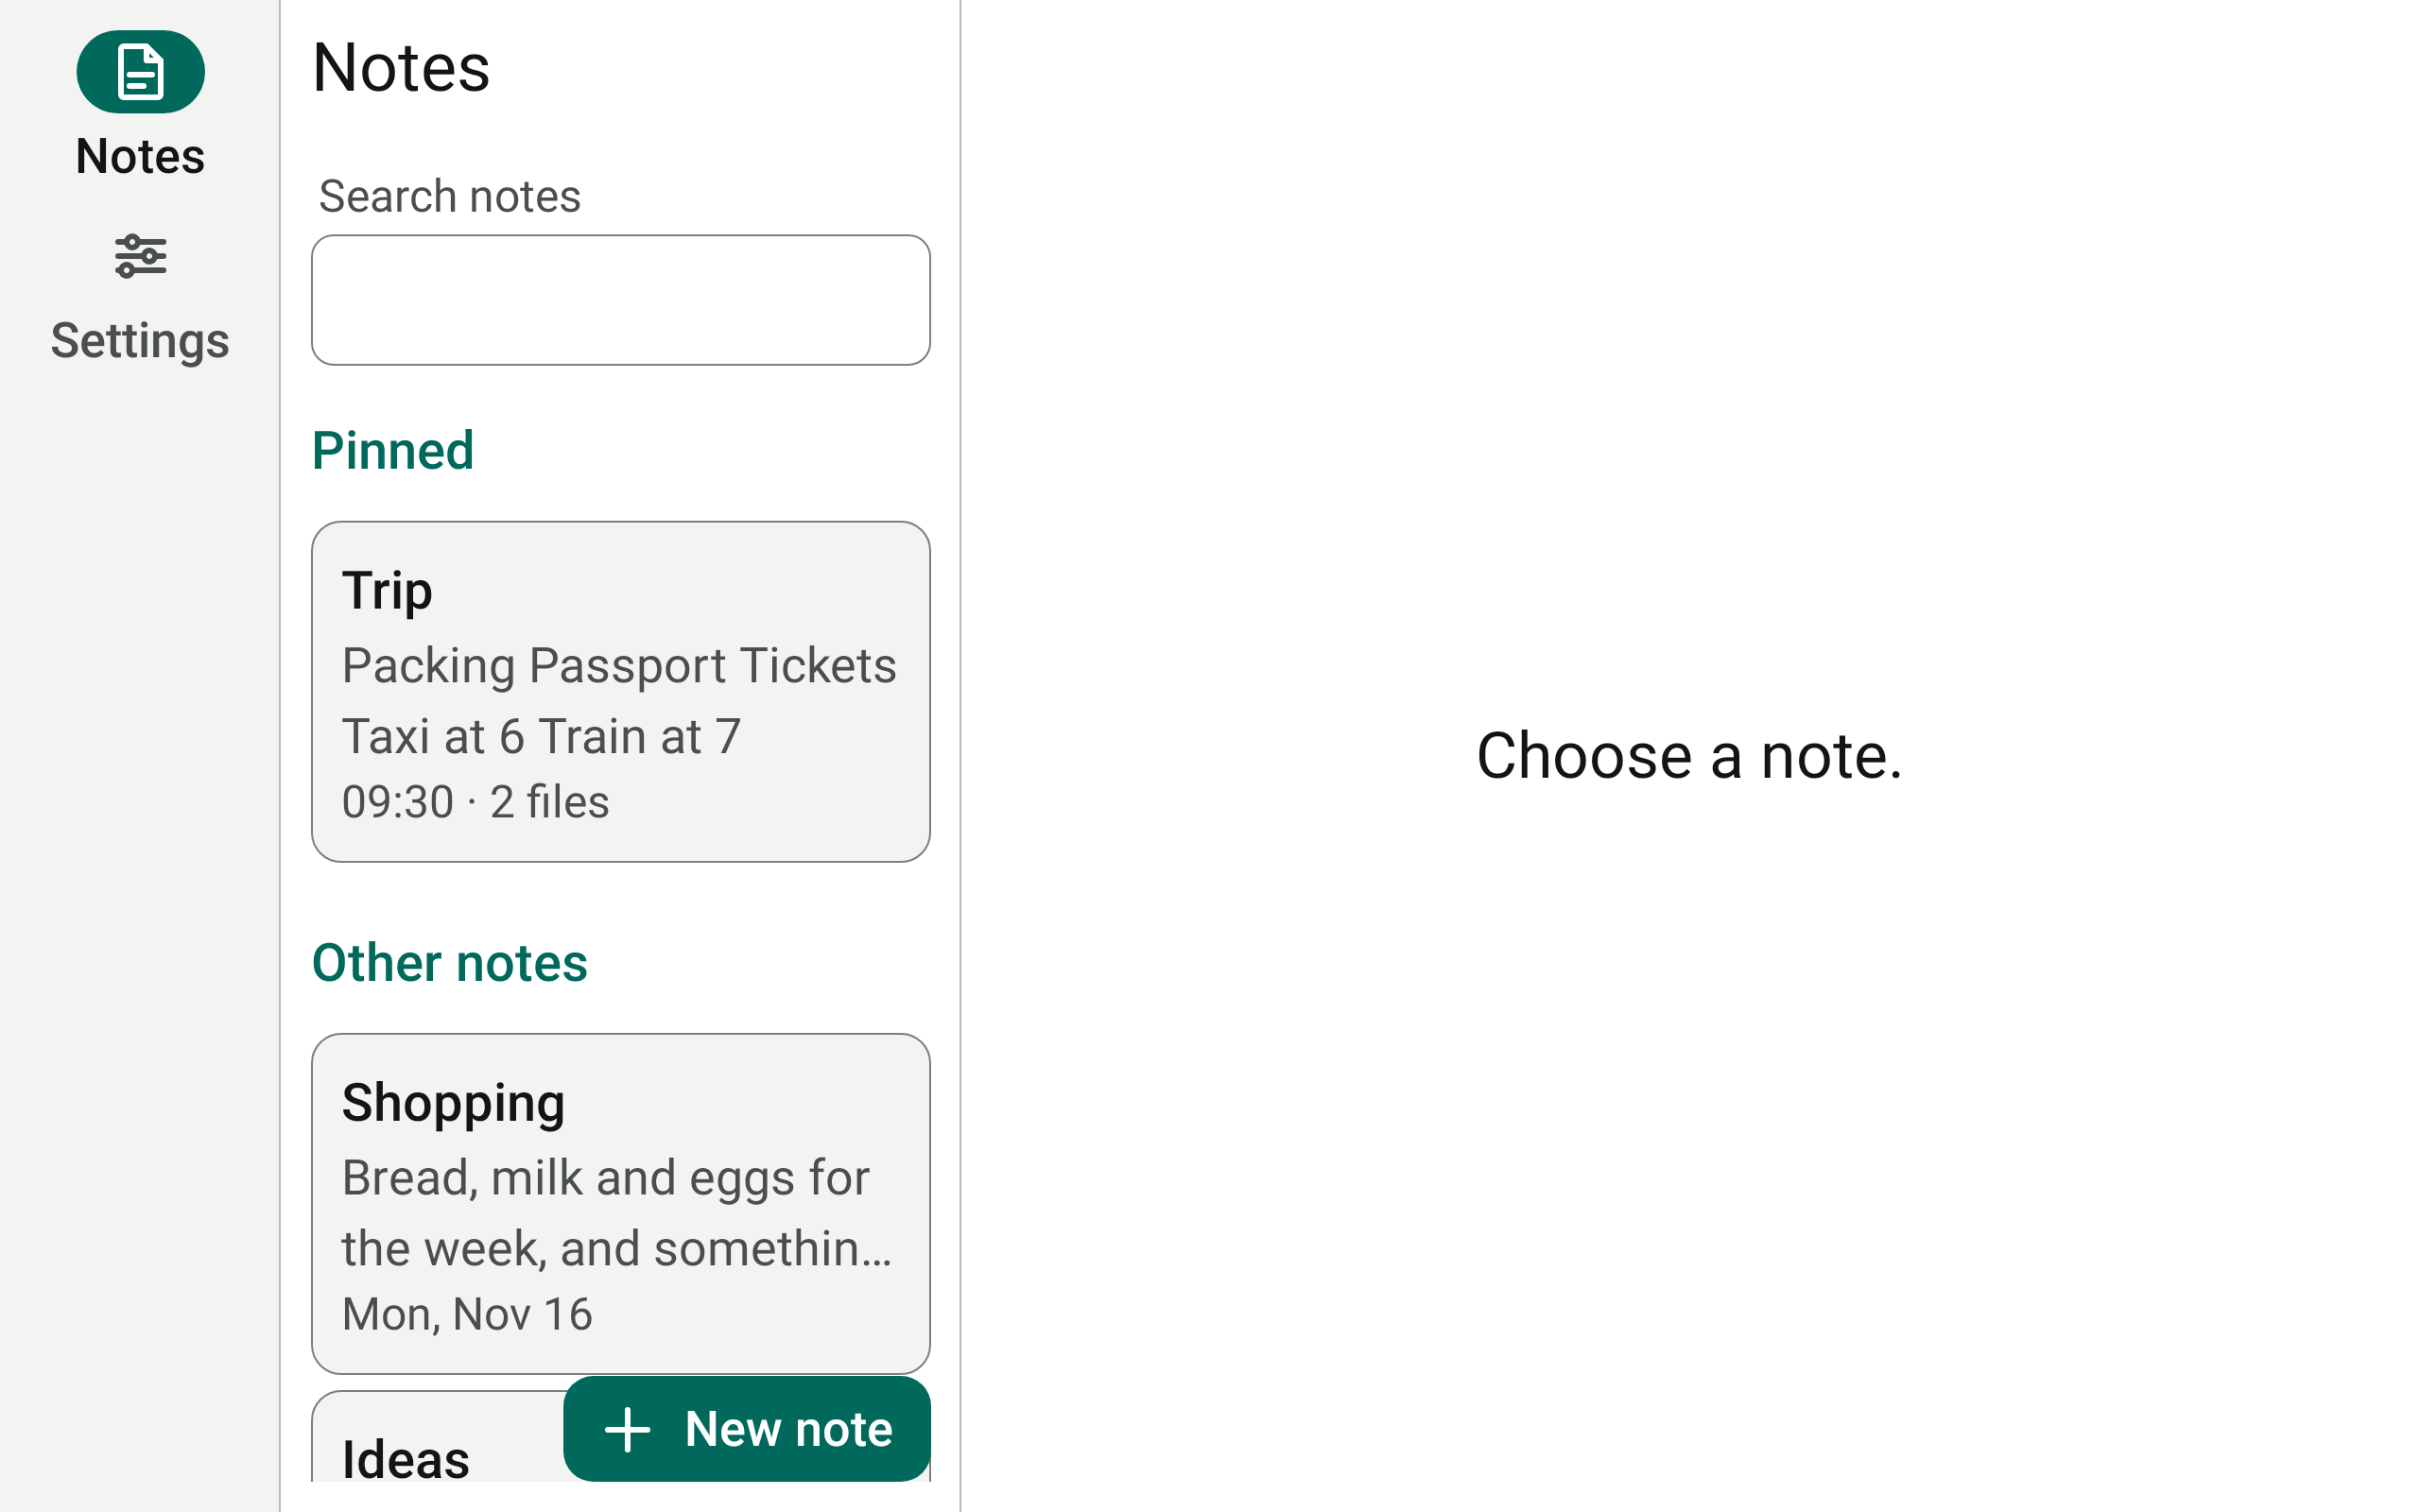 Notes
Settings
Notes
Search notes
Pinned
Trip
Packing Passport Tickets
Taxi at 6 Train at 7
09:30 · 2 files
Other notes
Shopping
Bread, milk and eggs for
the week, and somethin…
Mon, Nov 16
Ideas
New note
Choose a note.